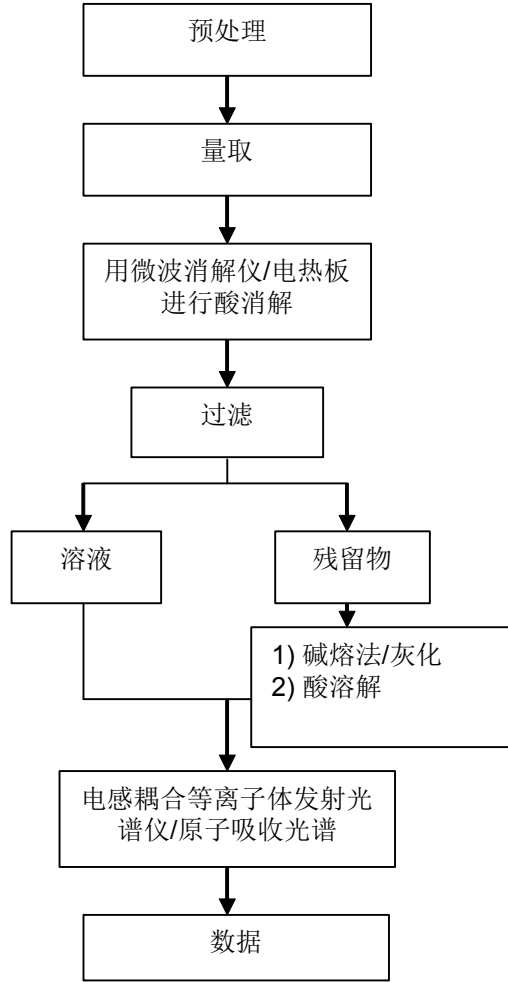 预处理
量取
用微波消解仪/电热板
进行酸消解
过滤
溶液
残留物
1) 碱熔法/灰化
2) 酸溶解
电感耦合等离子体发射光
谱仪/原子吸收光谱
数据